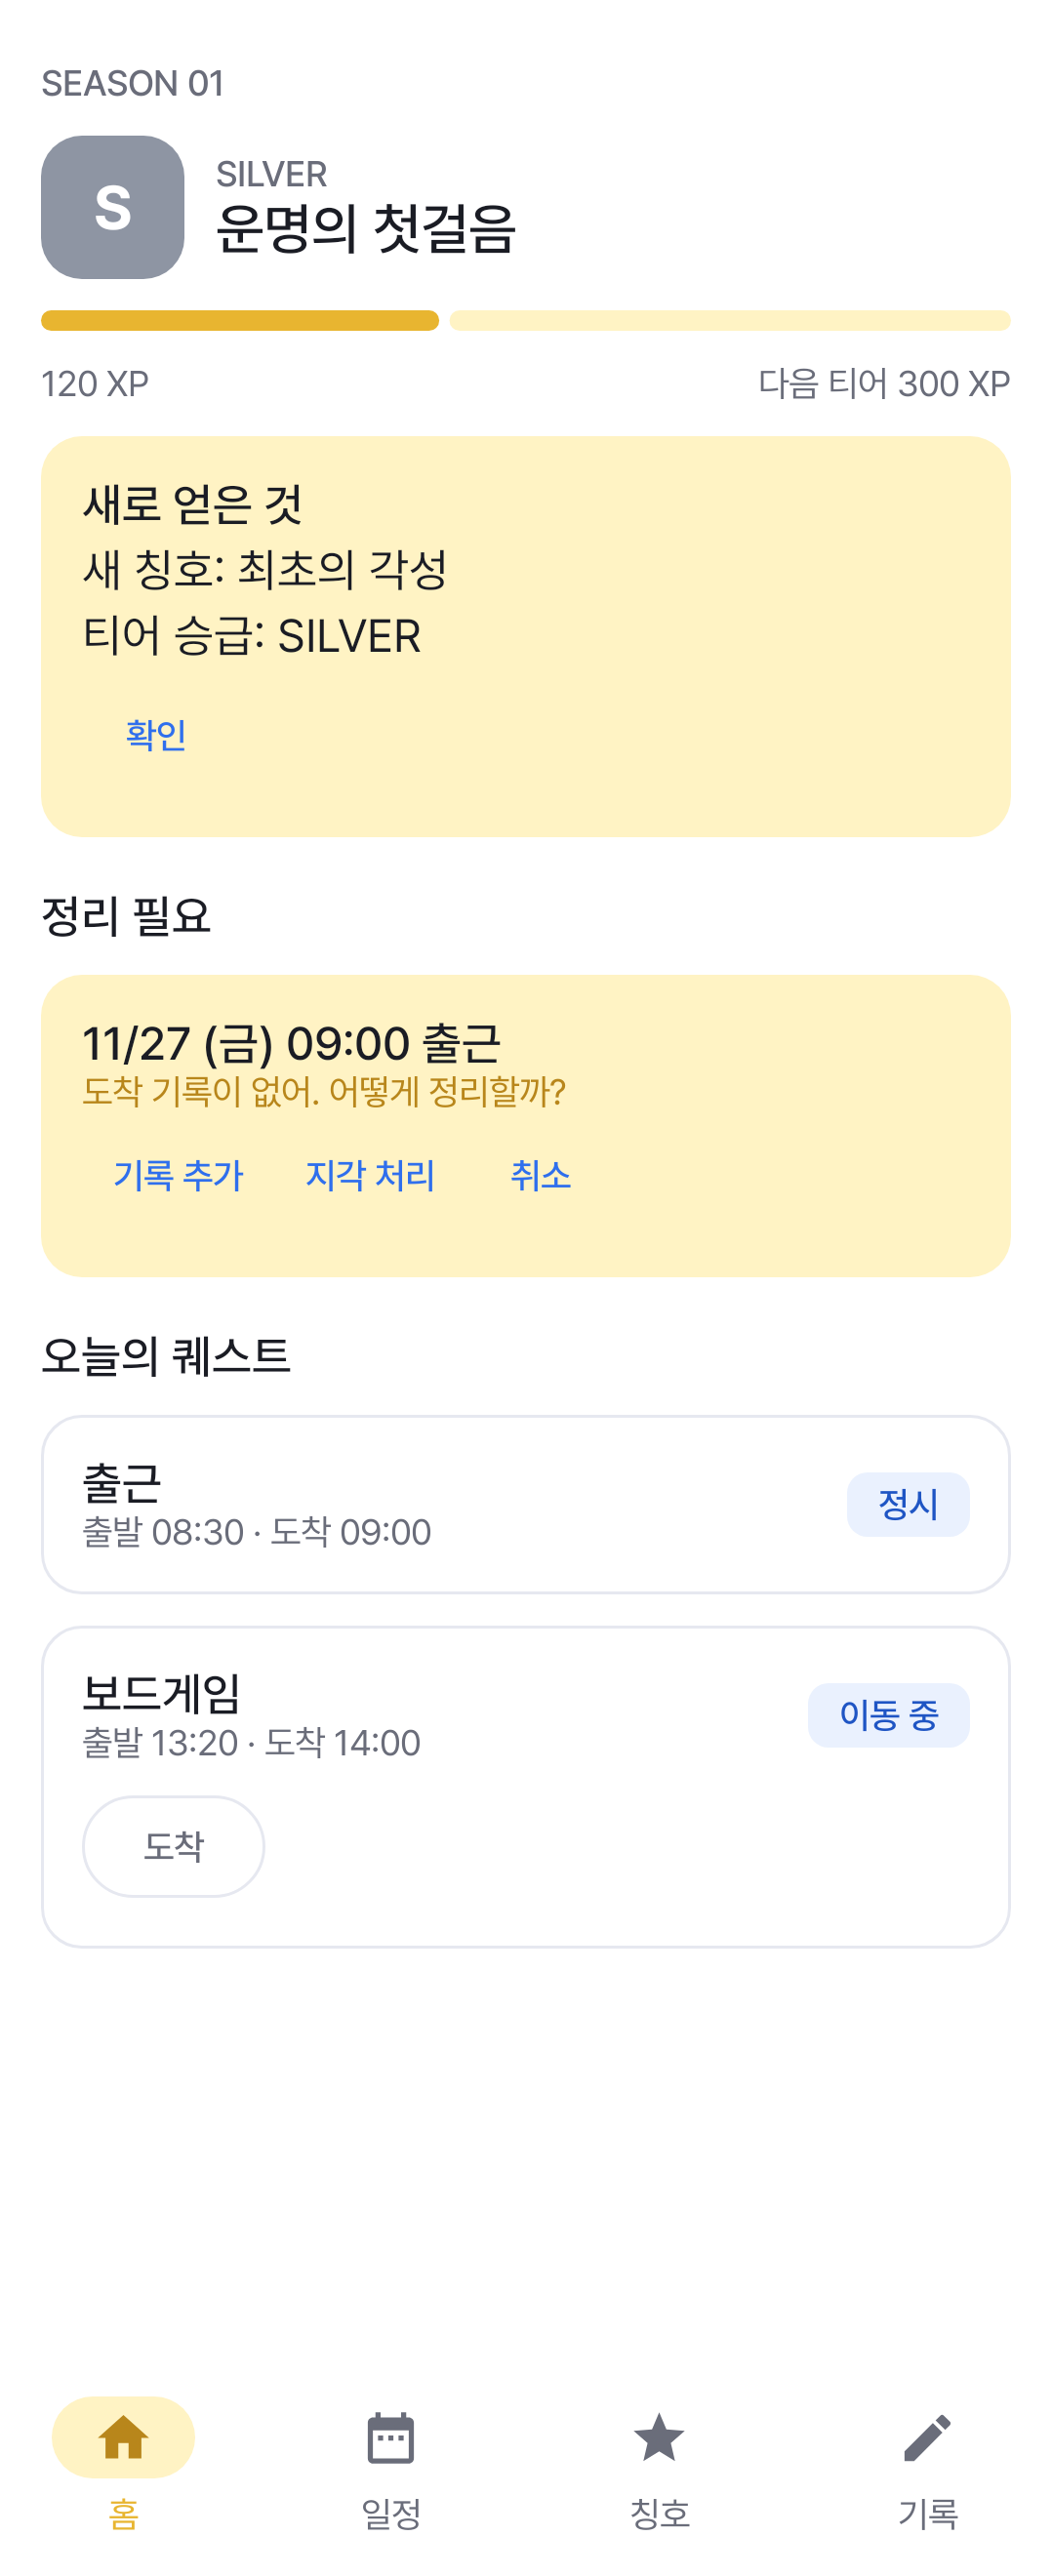 SEASON 01
S
SILVER
운명의 첫걸음
120 XP
다음 티어 300 XP
새로 얻은 것
새 칭호: 최초의 각성
티어 승급: SILVER
확인
정리 필요
11/27 (금) 09:00 출근
도착 기록이 없어. 어떻게 정리할까?
기록 추가 지각 처리 취소
오늘의 퀘스트
출근
출발 08:30 · 도착 09:00
정시
보드게임
출발 13:20 · 도착 14:00
이동 중
도착
홈 일정 칭호 기록